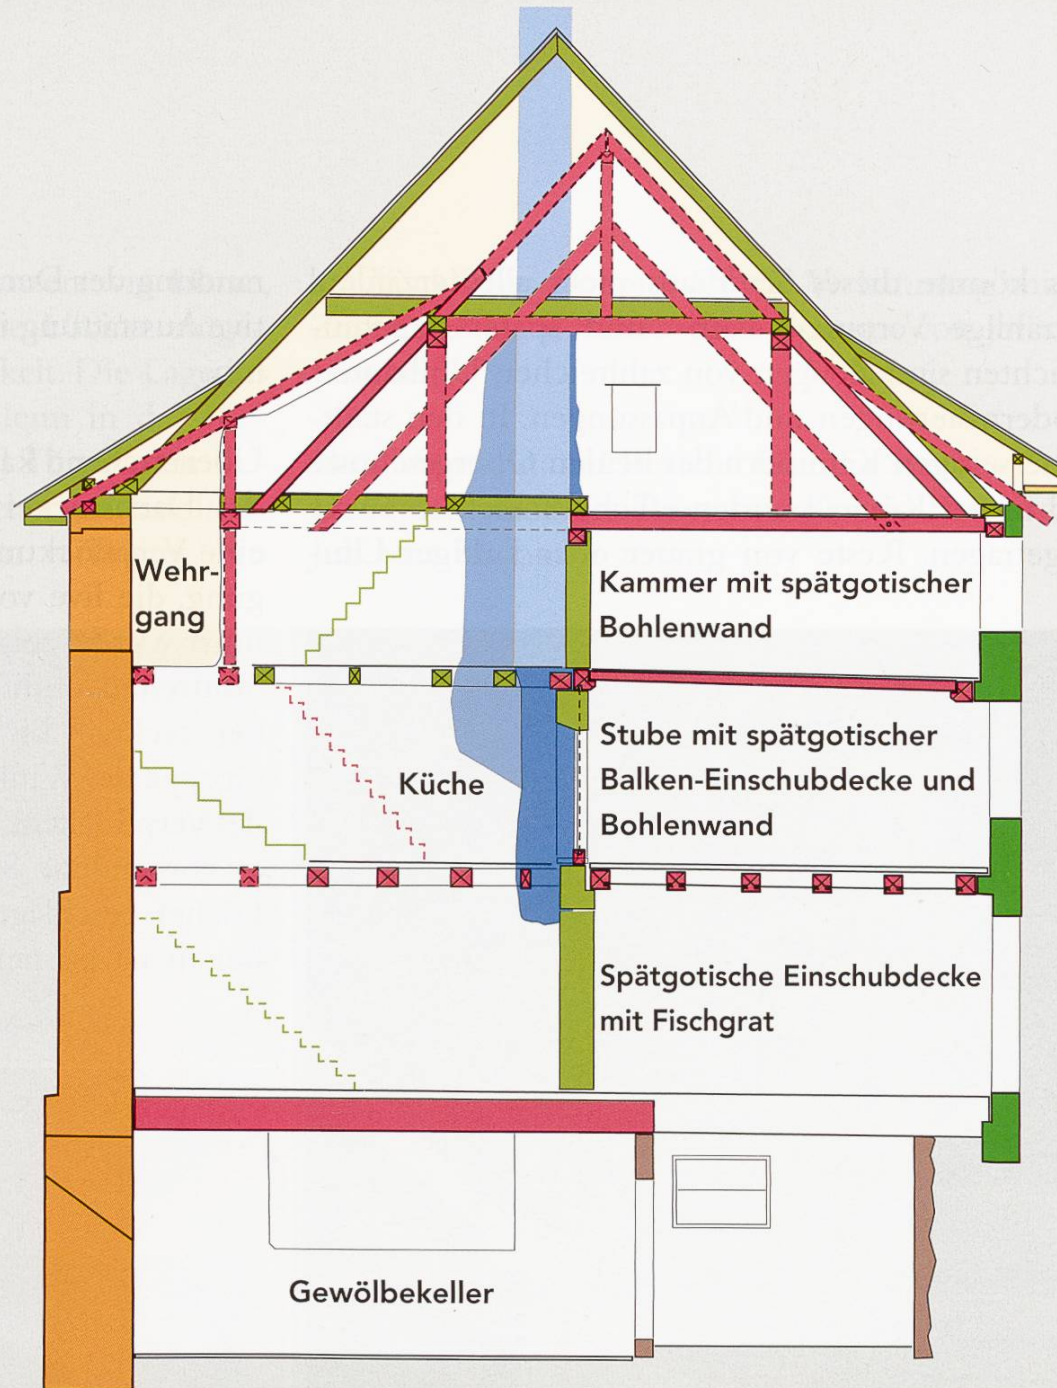 Wehr-
gang
Kammer mit spätgotischer
Bohlenwand
Küche
Stube mit spätgotischer
Balken-Einschubdecke und
Bohlenwand
Spätgotische Einschubdecke
mit Fischgrat
Gewölbekeller